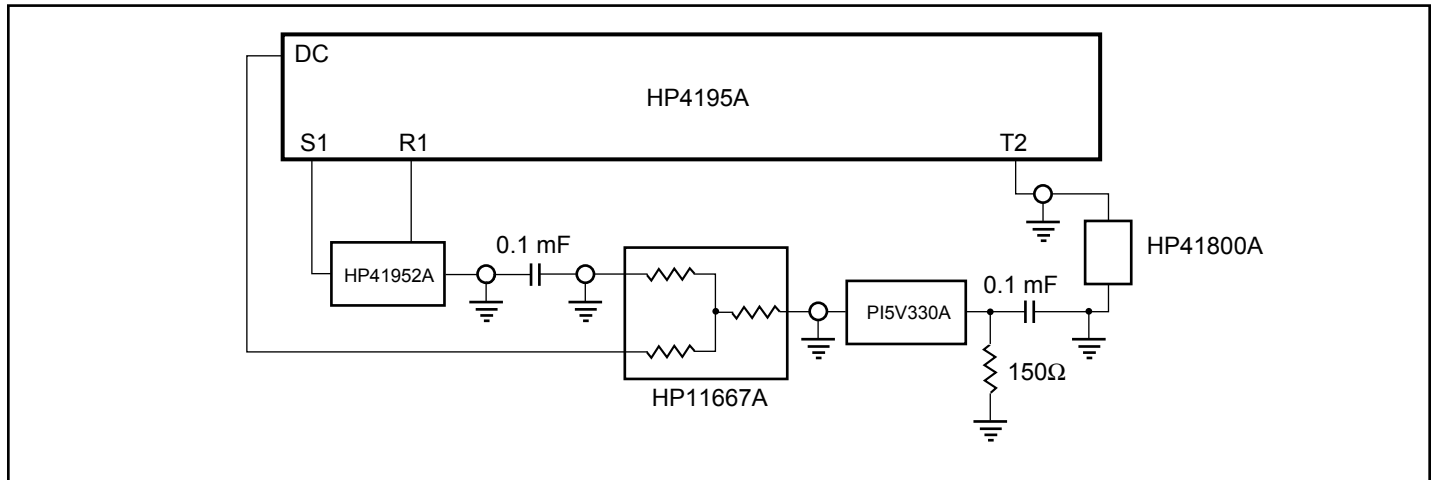 DC
HP4195A
S1 R1 T2
0.1 mF
HP41952A
HP41800A
0.1 mF
PI5V330A
150Ω
HP11667A